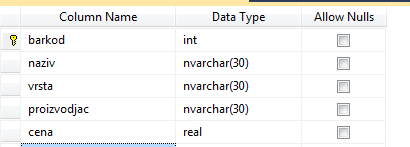 Column Name Data Type Allow Nulls
barkod int
naziv nvarchar(30)
vrsta nvarchar(30)
proizvodjac nvarchar(30)
cena real